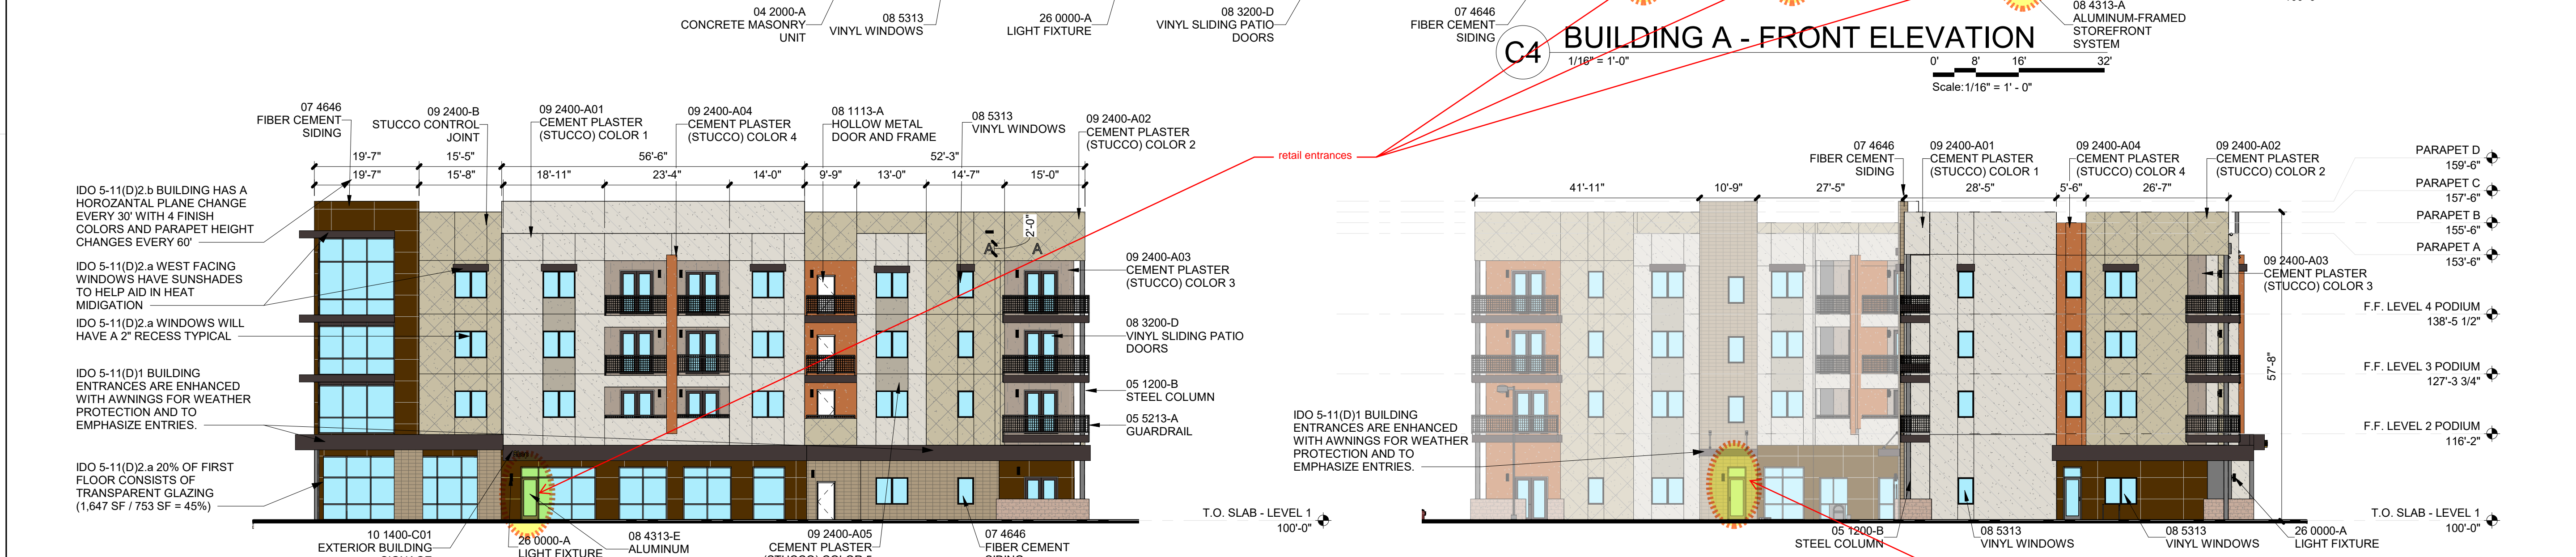 04 2000-A
CONCRETE MASONRY
UNIT
08 5313
VINYL WINDOWS
26 0000-A
LIGHT FIXTURE
08 3200-D
VINYL SLIDING PATIO
DOORS
07 4646
FIBER CEMENT
SIDING
08 4313-A
ALUMINUM-FRAMED
STOREFRONT
SYSTEM
C4
BUILDING A - FRONT ELEVATION
1/16" = 1'-0"
0' 8' 16' 32'
Scale:1/16" = 1' - 0"
07 4646
FIBER CEMENT
SIDING
09 2400-B
STUCCO CONTROL
JOINT
09 2400-A01
CEMENT PLASTER
(STUCCO) COLOR 1
09 2400-A04
CEMENT PLASTER
(STUCCO) COLOR 4
08 1113-A
HOLLOW METAL
DOOR AND FRAME
08 5313
VINYL WINDOWS
09 2400-A02
CEMENT PLASTER
(STUCCO) COLOR 2
19'-7" 15'-5" 56'-6" 52'-3"
19'-7" 15'-8" 18'-11" 23'-4" 14'-0" 9'-9" 13'-0" 14'-7" 15'-0"
retail entrances
IDO 5-11(D)2.b BUILDING HAS A
HOROZANTAL PLANE CHANGE
EVERY 30' WITH 4 FINISH
COLORS AND PARAPET HEIGHT
CHANGES EVERY 60'
IDO 5-11(D)2.a WEST FACING
WINDOWS HAVE SUNSHADES
TO HELP AID IN HEAT
MIDIGATION
IDO 5-11(D)2.a WINDOWS WILL
HAVE A 2" RECESS TYPICAL
IDO 5-11(D)1 BUILDING
ENTRANCES ARE ENHANCED
WITH AWNINGS FOR WEATHER
PROTECTION AND TO
EMPHASIZE ENTRIES.
IDO 5-11(D)2.a 20% OF FIRST
FLOOR CONSISTS OF
TRANSPARENT GLAZING
(1,647 SF / 753 SF = 45%)
A A
2'-0"
09 2400-A03
CEMENT PLASTER
(STUCCO) COLOR 3
08 3200-D
VINYL SLIDING PATIO
DOORS
05 1200-B
STEEL COLUMN
05 5213-A
GUARDRAIL
T.O. SLAB - LEVEL 1
100'-0"
10 1400-C01
EXTERIOR BUILDING
26 0000-A
LIGHT FIXTURE
08 4313-E
ALUMINUM
09 2400-A05
CEMENT PLASTER
07 4646
FIBER CEMENT
07 4646
FIBER CEMENT
SIDING
09 2400-A01
CEMENT PLASTER
(STUCCO) COLOR 1
09 2400-A04
CEMENT PLASTER
(STUCCO) COLOR 4
09 2400-A02
CEMENT PLASTER
(STUCCO) COLOR 2
41'-11" 10'-9" 27'-5" 28'-5" 5'-6" 26'-7"
PARAPET D
159'-6"
PARAPET C
157'-6"
PARAPET B
155'-6"
PARAPET A
153'-6"
09 2400-A03
CEMENT PLASTER
(STUCCO) COLOR 3
F.F. LEVEL 4 PODIUM
138'-5 1/2"
F.F. LEVEL 3 PODIUM
127'-3 3/4"
57'-8"
F.F. LEVEL 2 PODIUM
116'-2"
IDO 5-11(D)1 BUILDING
ENTRANCES ARE ENHANCED
WITH AWNINGS FOR WEATHER
PROTECTION AND TO
EMPHASIZE ENTRIES.
T.O. SLAB - LEVEL 1
100'-0"
05 1200-B
STEEL COLUMN
08 5313
VINYL WINDOWS
08 5313
VINYL WINDOWS
26 0000-A
LIGHT FIXTURE